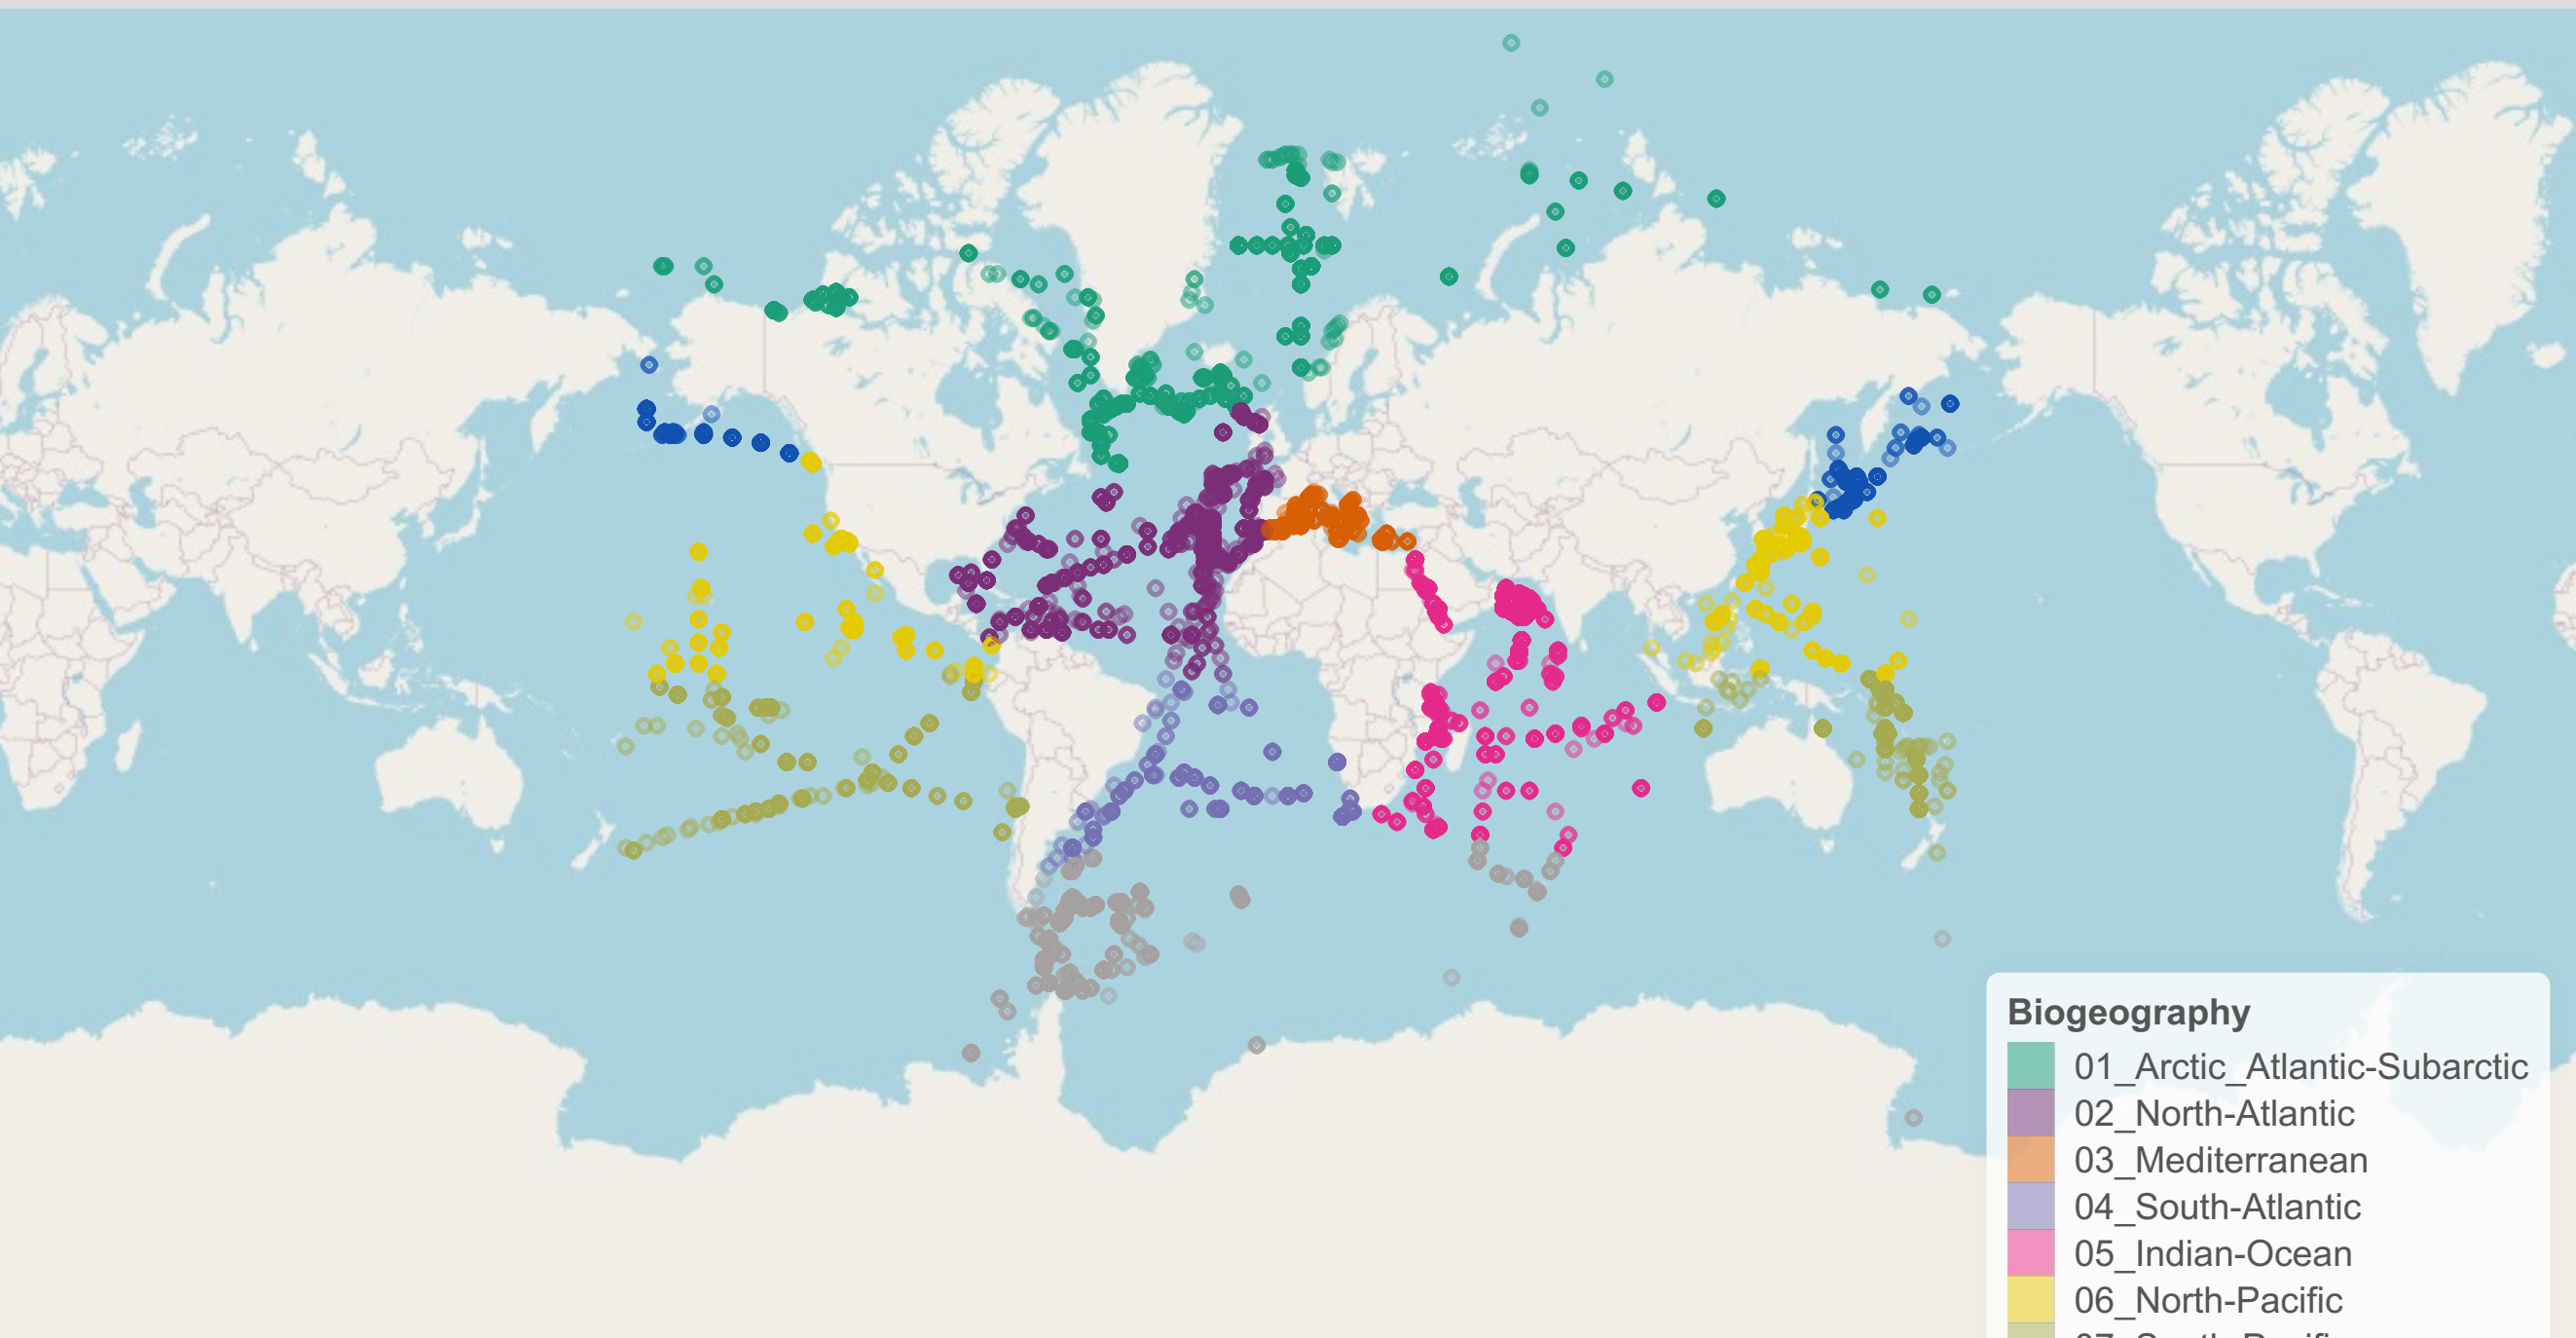 Biogeography
01_Arctic_Atlantic-Subarctic
02_North-Atlantic
03_Mediterranean
04_South-Atlantic
05_Indian-Ocean
06_North-Pacific